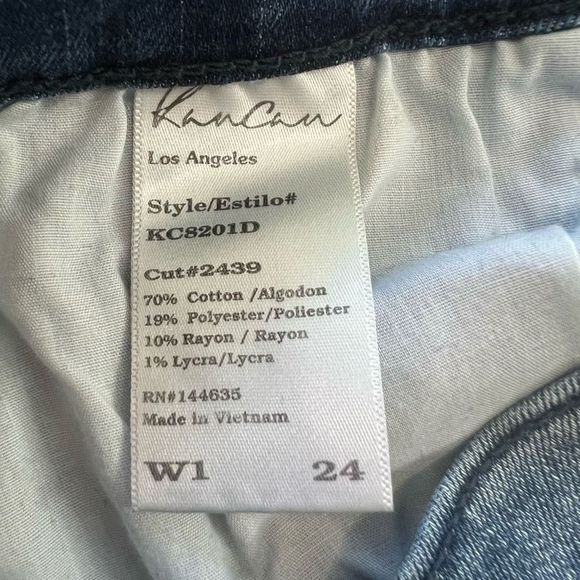 KanCan
Los Angeles
Style/Estilo#
KC8201D
Cut#2439
70% Cotton /Algodon
19% Polyester/Poliester
10% Rayon / Rayon
1% Lycra/Lycra
RN#144635
Made in Vietnam
W1 24